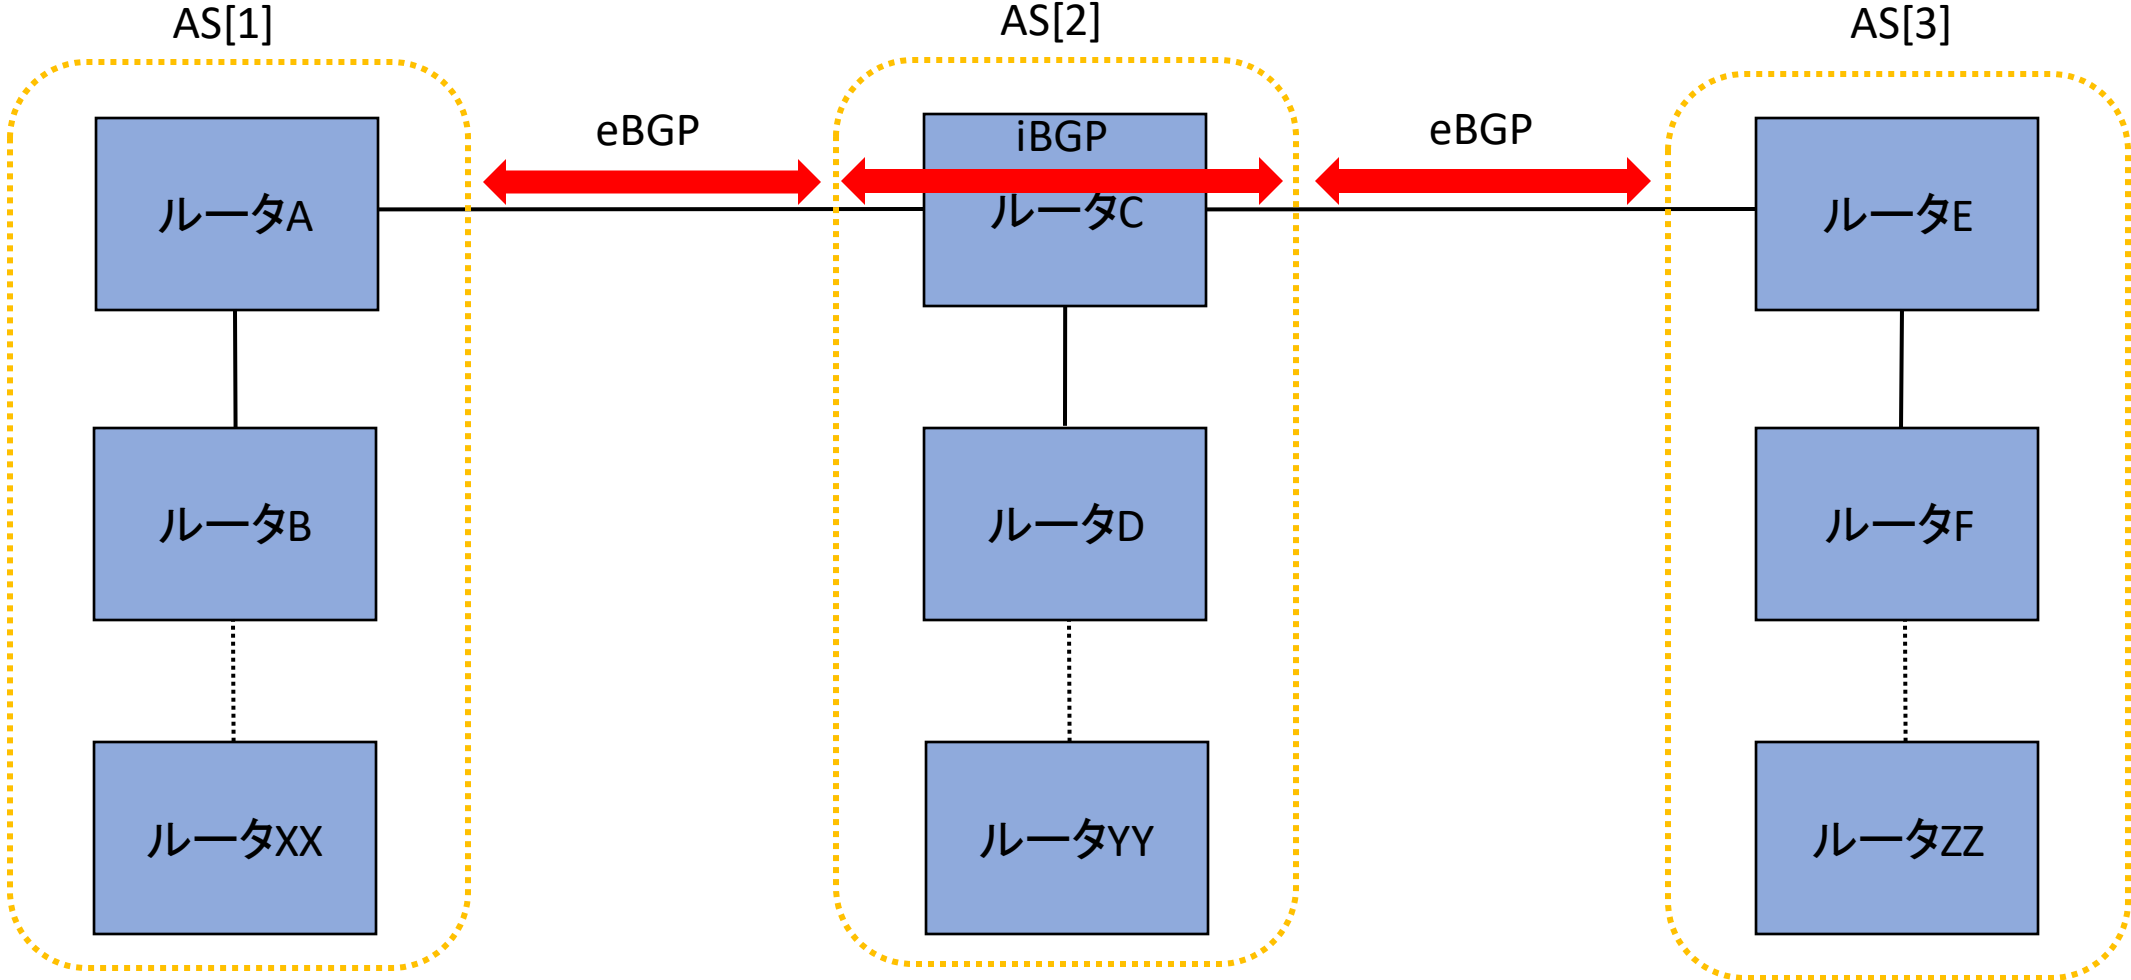 AS[1]
AS[2]
AS[3]
eBGP
iBGP
eBGP
ルータA
ルータC
ルータE
ルータB
ルータD
ルータF
ルータXX
ルータYY
ルータZZ